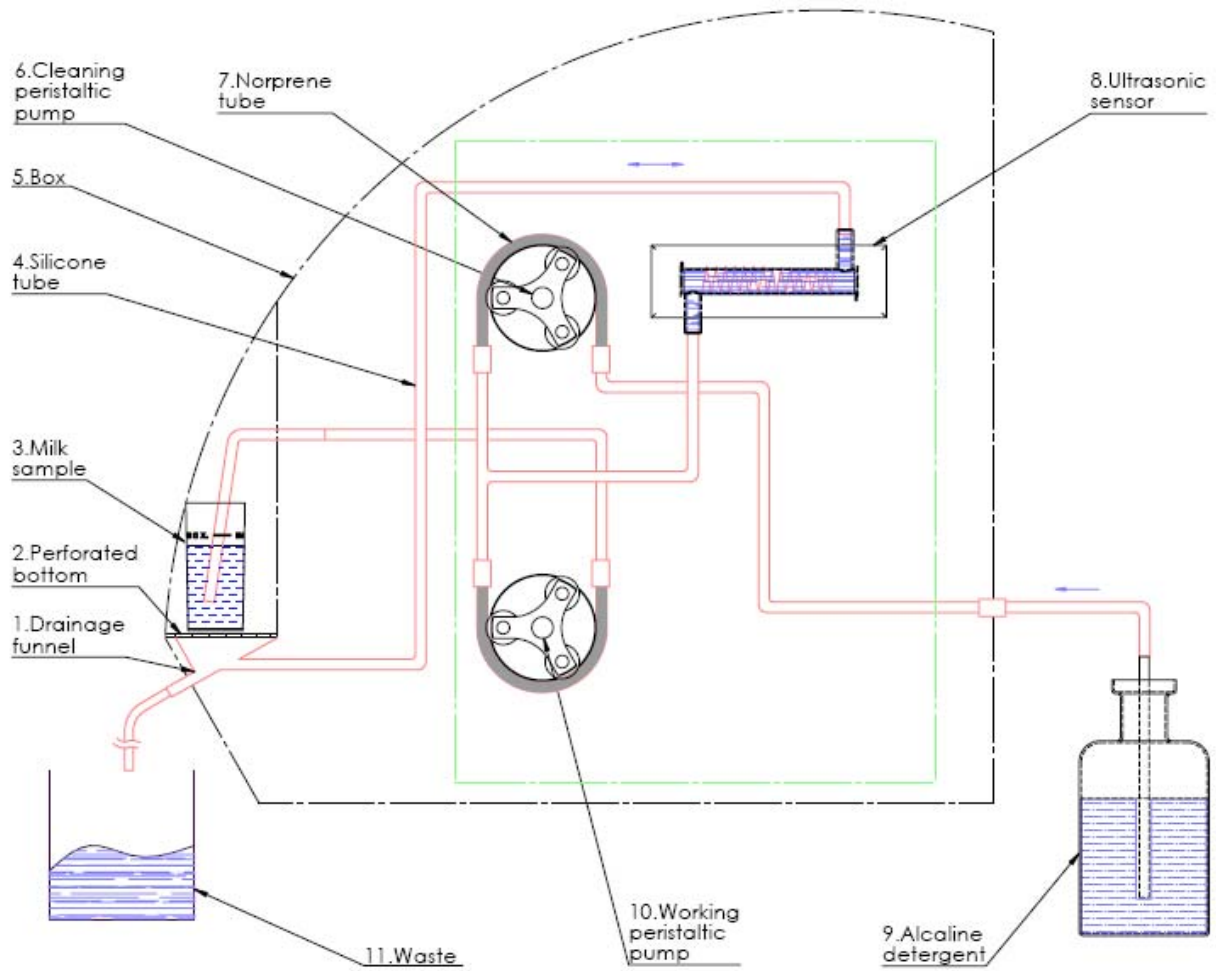 6.Cleaning
peristaltic
pump
7.Norprene
tube
8.Ultrasonic
sensor
5.Box
4.Silicone
tube
3.Milk
sample
2.Perforated
bottom
1.Drainage
funnel
10.Working
peristaltic
pump
9.Alcaline
detergent
11.Waste